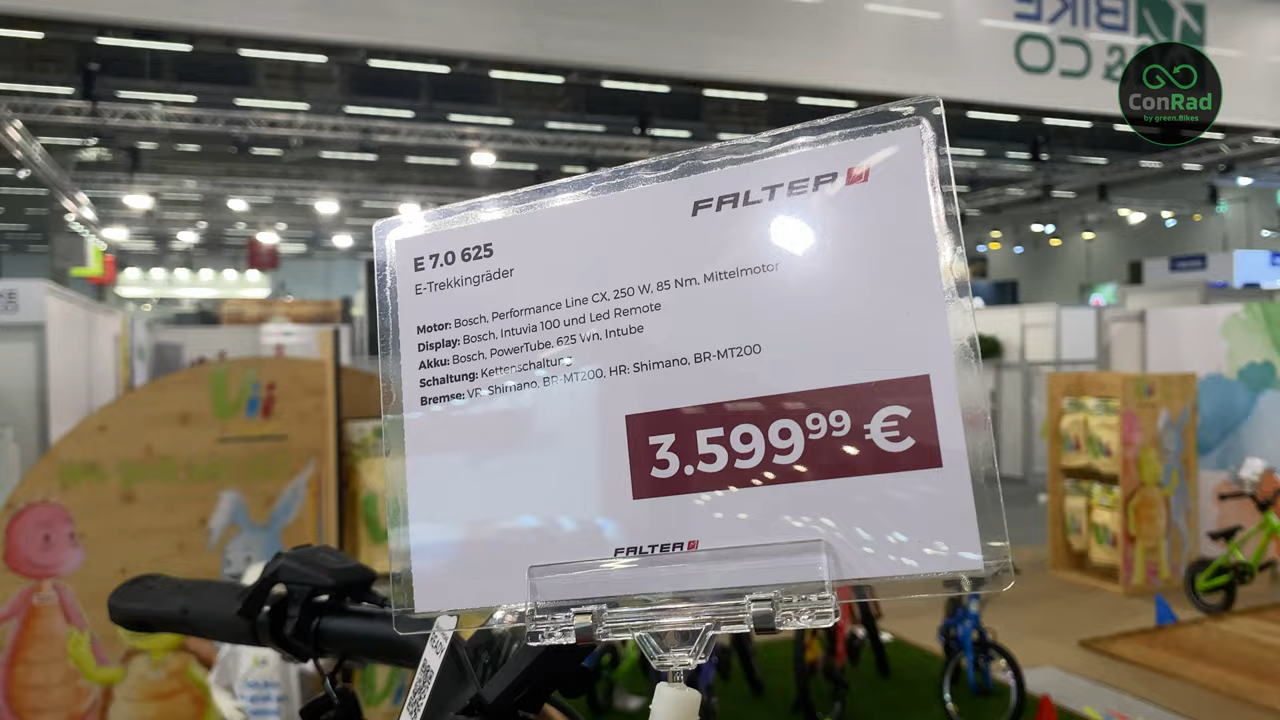 BIKE
& CO
ConRad
by green.Bikes
FALTER
E 7.0 625
E-Trekkingräder
Motor: Bosch, Performance Line CX, 250 W, 85 Nm, Mittelmotor
Display: Bosch, Intuvia 100 und Led Remote
Akku: Bosch, PowerTube, 625 Wh, Intube
Schaltung: Kettenschaltung
Bremse: VR: Shimano, BR-MT200, HR: Shimano, BR-MT200
3.599⁹⁹ €
FALTER
READY